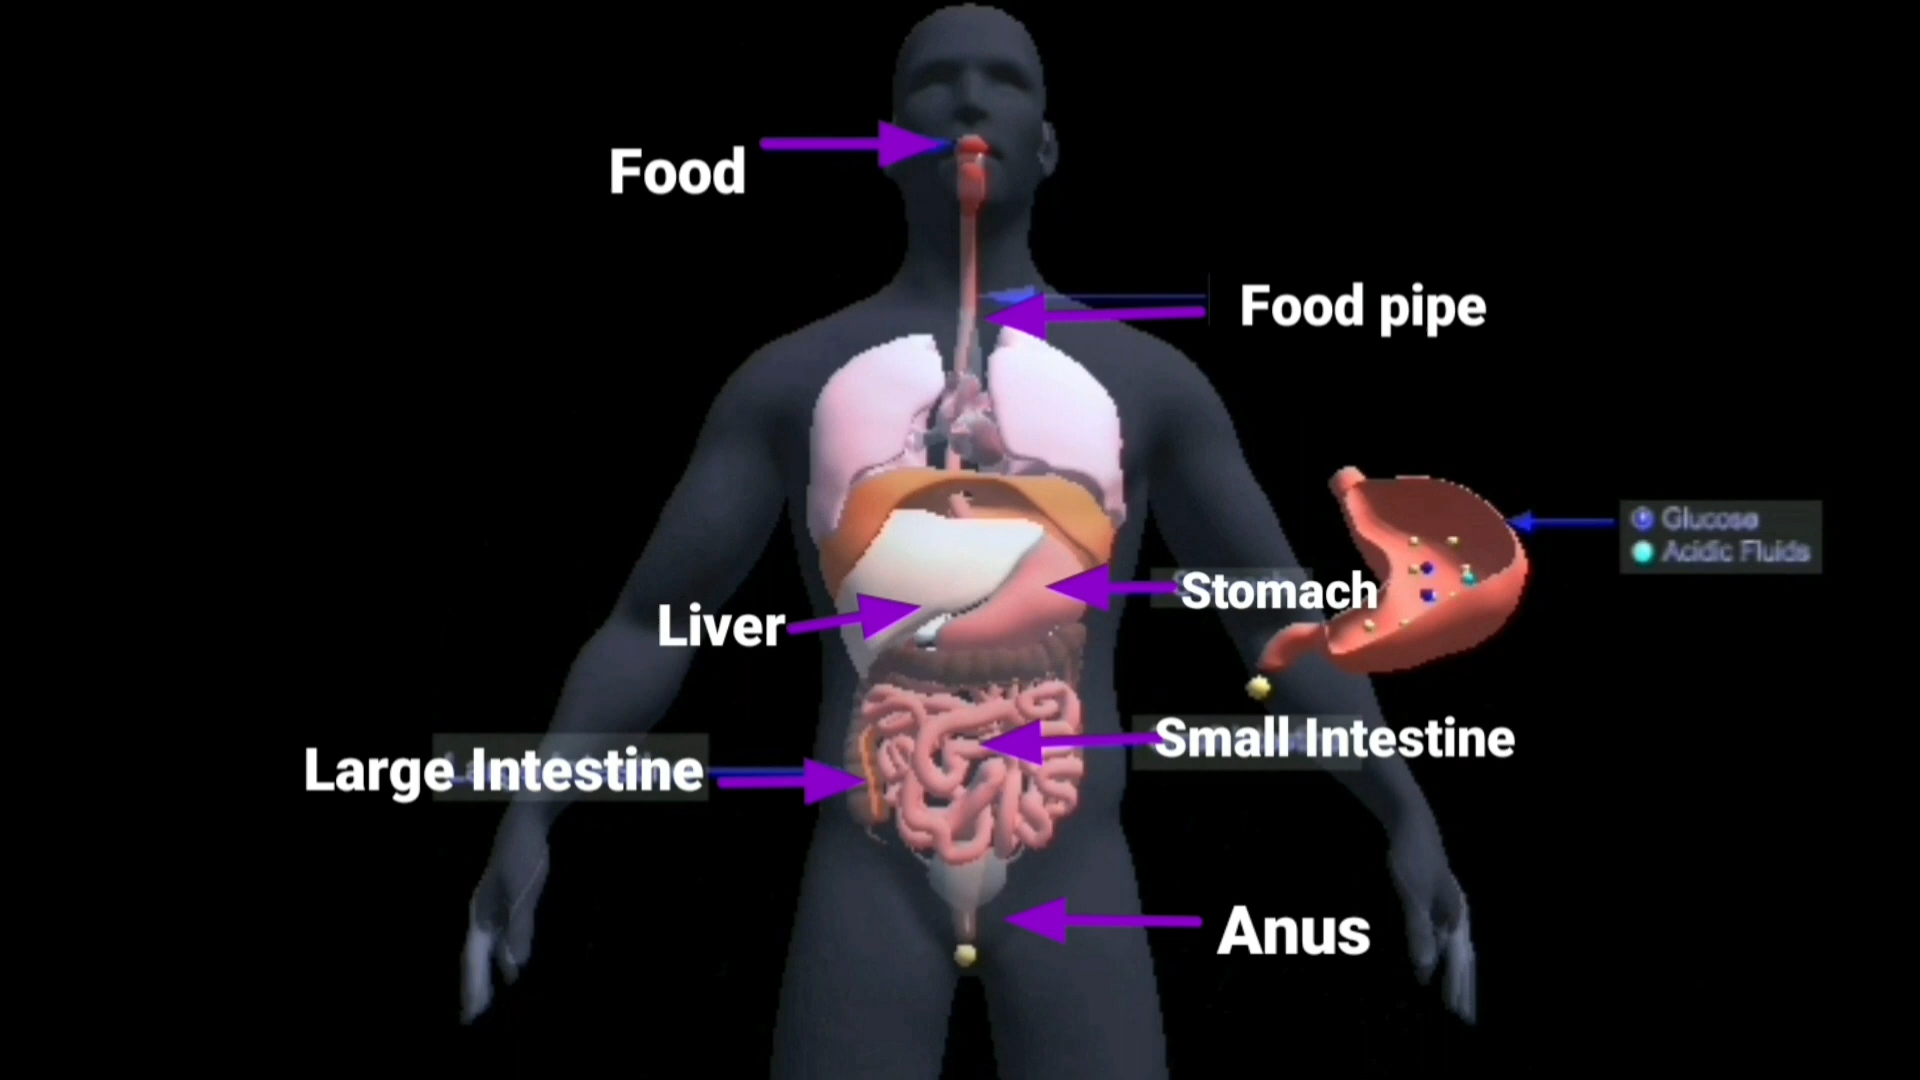 Food
Food pipe
Glucose
Acidic Fluids
Stomach
Liver
Small Intestine
Large Intestine
Anus